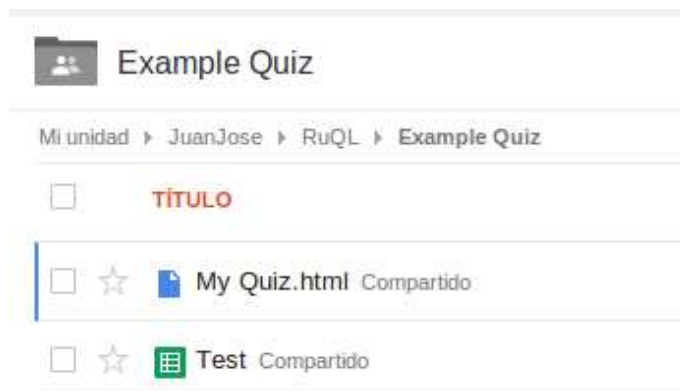 Example Quiz
Mi unidad JuanJose RuQL Example Quiz
TÍTULO
My Quiz.html Compartido
Test Compartido